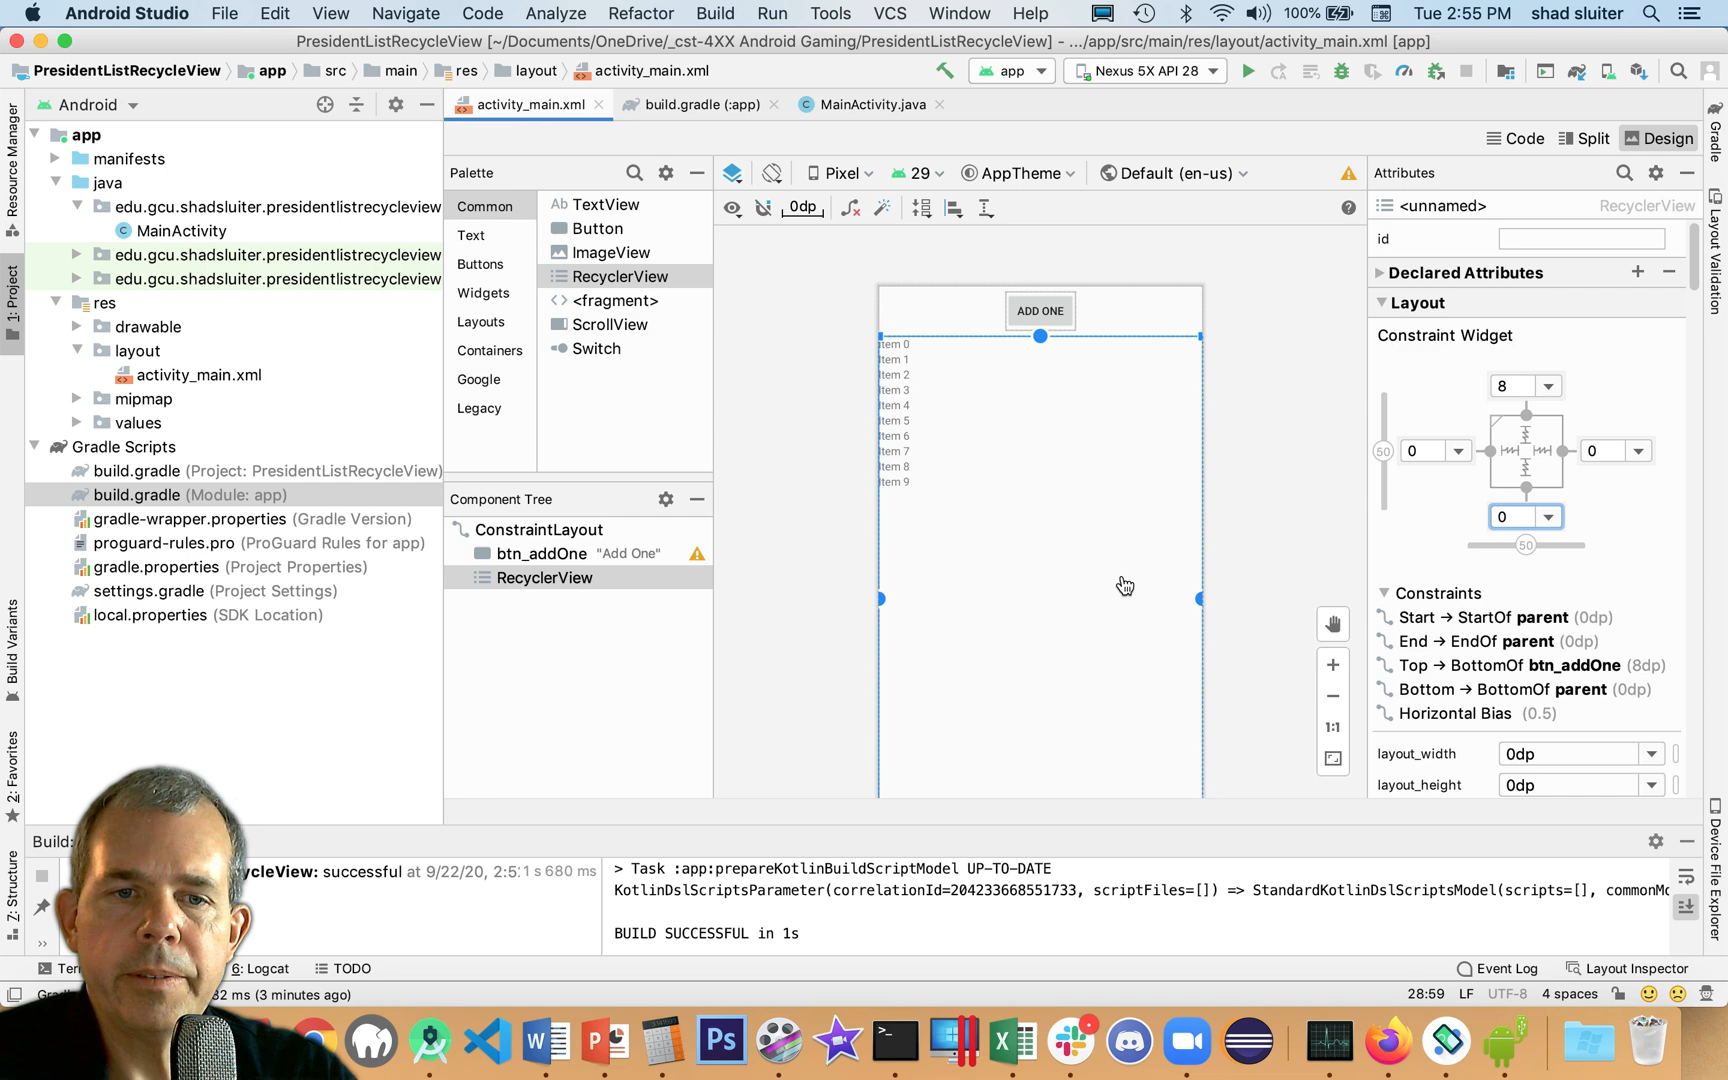 Android Studio File Edit View Navigate Code Analyze Refactor Build Run Tools VCS Window Help 100% Tue 2:55 PM shad sluiter
PresidentListRecycleView [~/Documents/OneDrive/_cst-4XX Android Gaming/PresidentListRecycleView] - .../app/src/main/res/layout/activity_main.xml [app]
PresidentListRecycleView app src main res layout activity_main.xml app Nexus 5X API 28
Android activity_main.xml build.gradle (:app) MainActivity.java
Code Split Design
Resource Manager
1: Project
Build Variants
2: Favorites
Z: Structure
app
manifests
java
edu.gcu.shadsluiter.presidentlistrecycleview
MainActivity
edu.gcu.shadsluiter.presidentlistrecycleview
edu.gcu.shadsluiter.presidentlistrecycleview
res
drawable
layout
activity_main.xml
mipmap
values
Gradle Scripts
build.gradle (Project: PresidentListRecycleView)
build.gradle (Module: app)
gradle-wrapper.properties (Gradle Version)
proguard-rules.pro (ProGuard Rules for app)
gradle.properties (Project Properties)
settings.gradle (Project Settings)
local.properties (SDK Location)
Palette
Common
Text
Buttons
Widgets
Layouts
Containers
Google
Legacy
Ab TextView
Button
ImageView
RecyclerView
<> <fragment>
ScrollView
Switch
Component Tree
ConstraintLayout
btn_addOne "Add One"
RecyclerView
Pixel 29 AppTheme Default (en-us)
0dp
ADD ONE
Item 0
Item 1
Item 2
Item 3
Item 4
Item 5
Item 6
Item 7
Item 8
Item 9
1:1
Attributes
<unnamed> RecyclerView
id
Declared Attributes
Layout
Constraint Widget
8
50 0 0
0
50
Constraints
Start → StartOf parent (0dp)
End → EndOf parent (0dp)
Top → BottomOf btn_addOne (8dp)
Bottom → BottomOf parent (0dp)
Horizontal Bias (0.5)
layout_width 0dp
layout_height 0dp
Gradle
Layout Validation
Device File Explorer
Build:
ycleView: successful at 9/22/20, 2:5 1 s 680 ms
> Task :app:prepareKotlinBuildScriptModel UP-TO-DATE
KotlinDslScriptsParameter(correlationId=204233668551733, scriptFiles=[]) => StandardKotlinDslScriptsModel(scripts=[], commonMo
BUILD SUCCESSFUL in 1s
Ter 6: Logcat TODO Event Log Layout Inspector
32 ms (3 minutes ago) 28:59 LF UTF-8 4 spaces